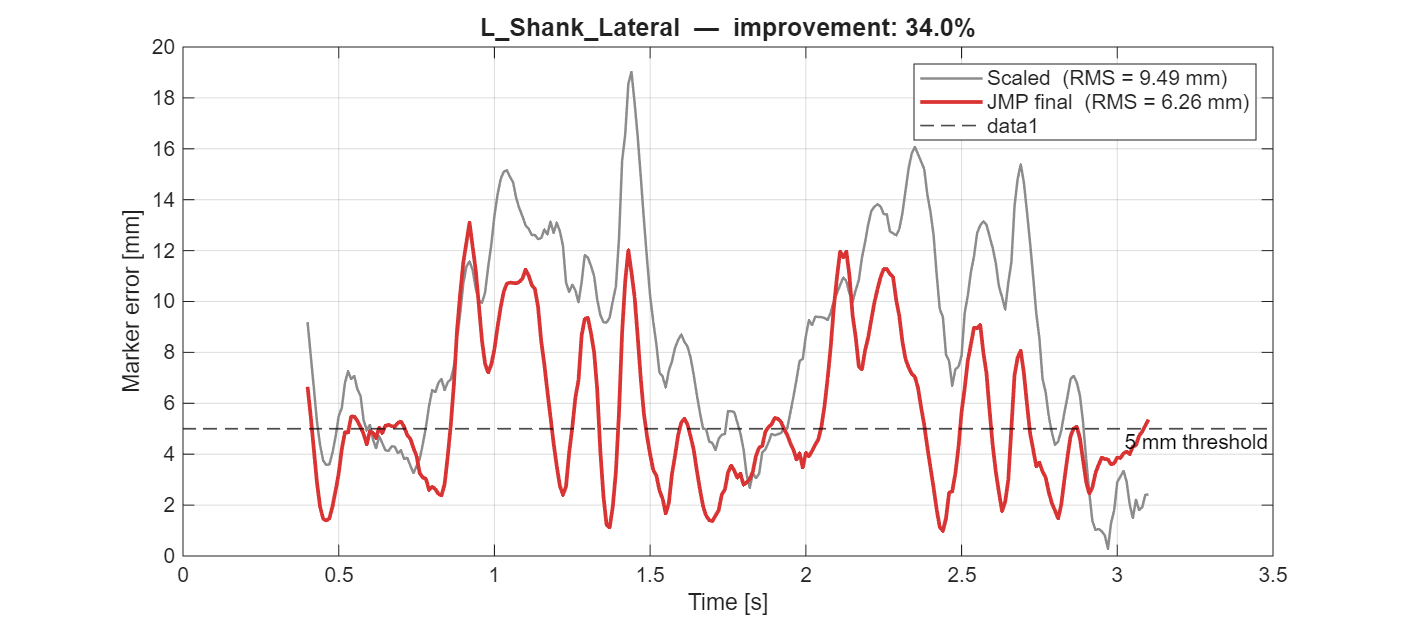 L_Shank_Lateral — improvement: 34.0%
20
18
16
14
12
10
8
6
4
2
0
Marker error [mm]
Scaled (RMS = 9.49 mm)
JMP final (RMS = 6.26 mm)
data1
5 mm threshold
0 0.5 1 1.5 2 2.5 3 3.5
Time [s]